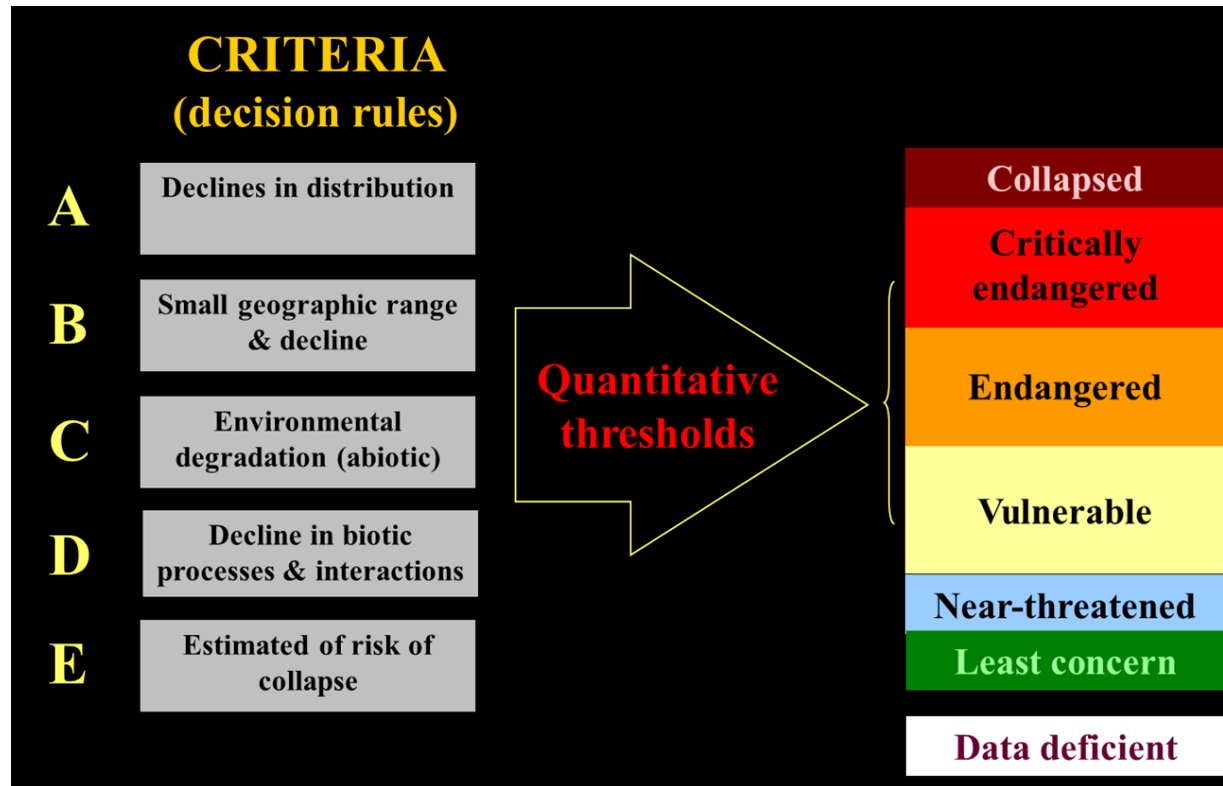 CRITERIA
(decision rules)
A
Declines in distribution
B
Small geographic range
& decline
C
Environmental
degradation (abiotic)
D
Decline in biotic
processes & interactions
E
Estimated of risk of
collapse
Quantitative
thresholds
Collapsed
Critically
endangered
Endangered
Vulnerable
Near-threatened
Least concern
Data deficient